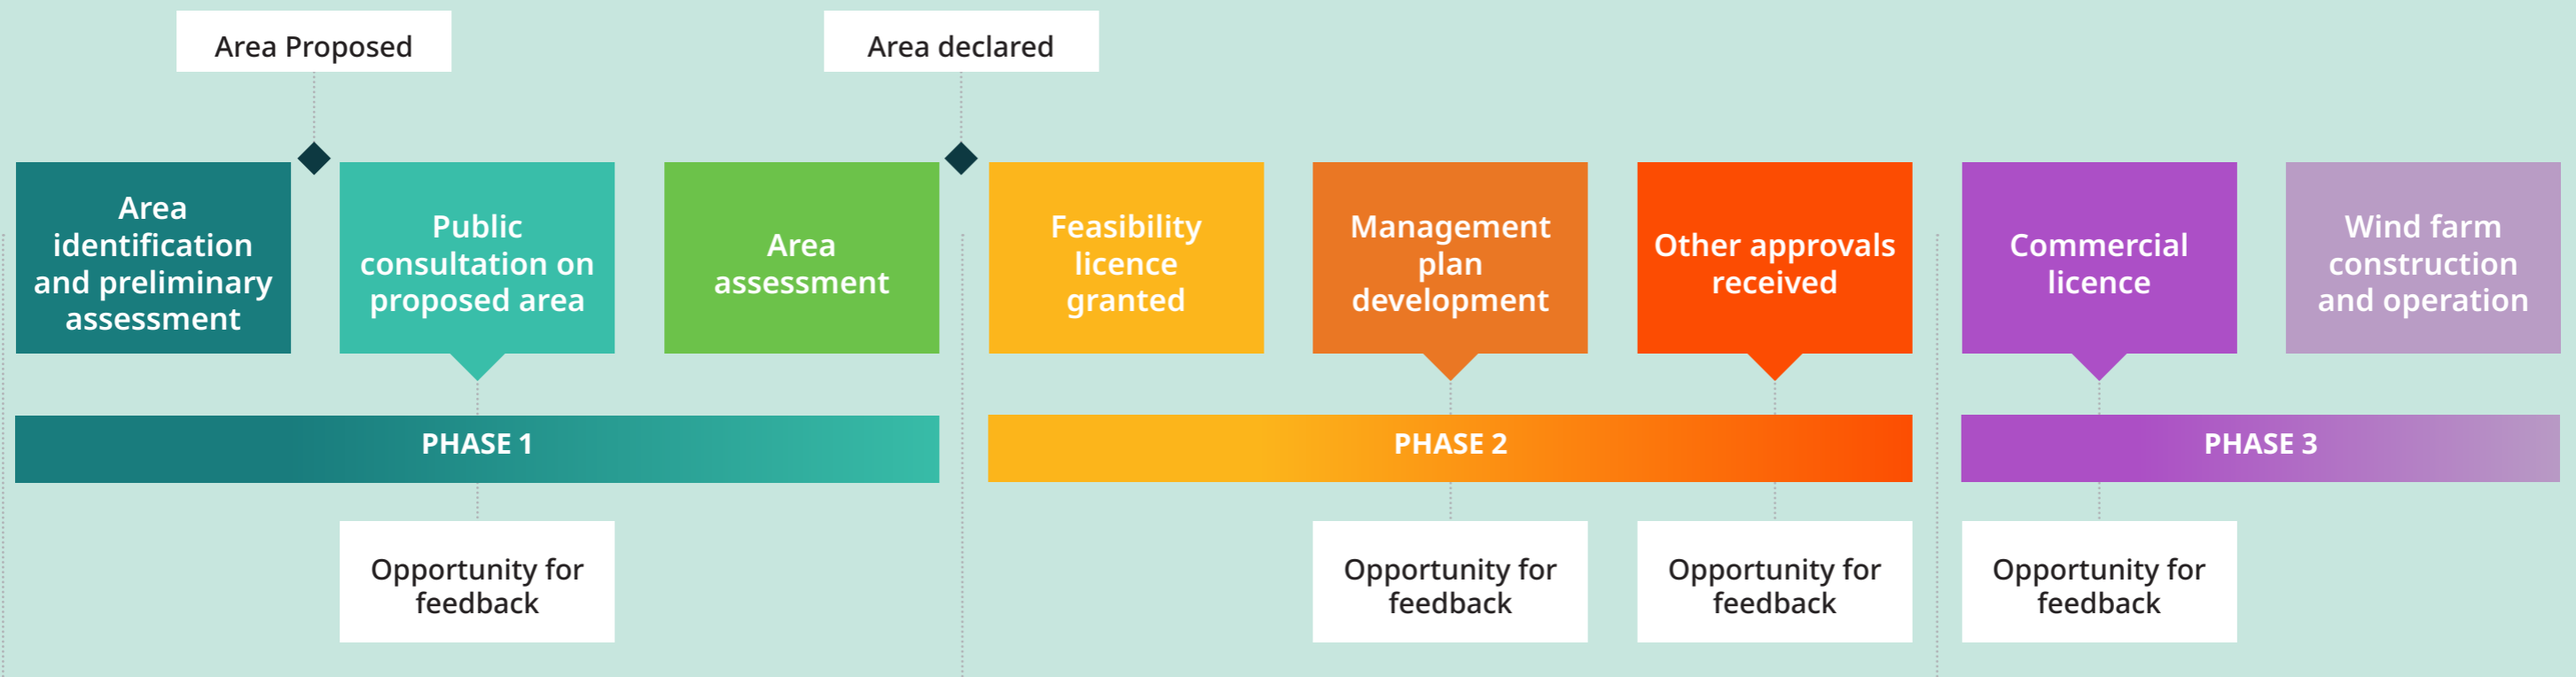 Area Proposed
Area declared
Area
identification
and preliminary
assessment
Public
consultation on
proposed area
Area
assessment
Feasibility
licence
granted
Management
plan
development
Other approvals
received
Commercial
licence
Wind farm
construction
and operation
PHASE 1
PHASE 2
PHASE 3
Opportunity for
feedback
Opportunity for
feedback
Opportunity for
feedback
Opportunity for
feedback